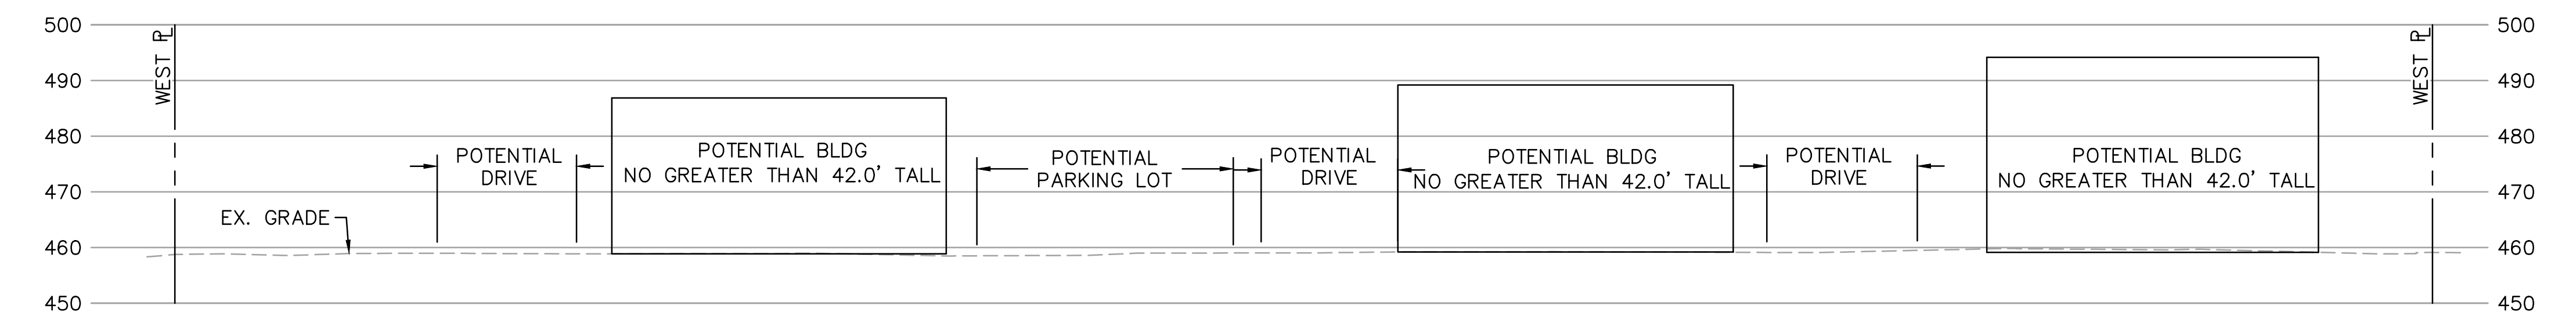 500
490
480
470
460
450
WEST PL
EX. GRADE
POTENTIAL
DRIVE
POTENTIAL BLDG
NO GREATER THAN 42.0' TALL
POTENTIAL
PARKING LOT
POTENTIAL
DRIVE
POTENTIAL BLDG
NO GREATER THAN 42.0' TALL
POTENTIAL
DRIVE
POTENTIAL BLDG
NO GREATER THAN 42.0' TALL
WEST PL
500
490
480
470
460
450